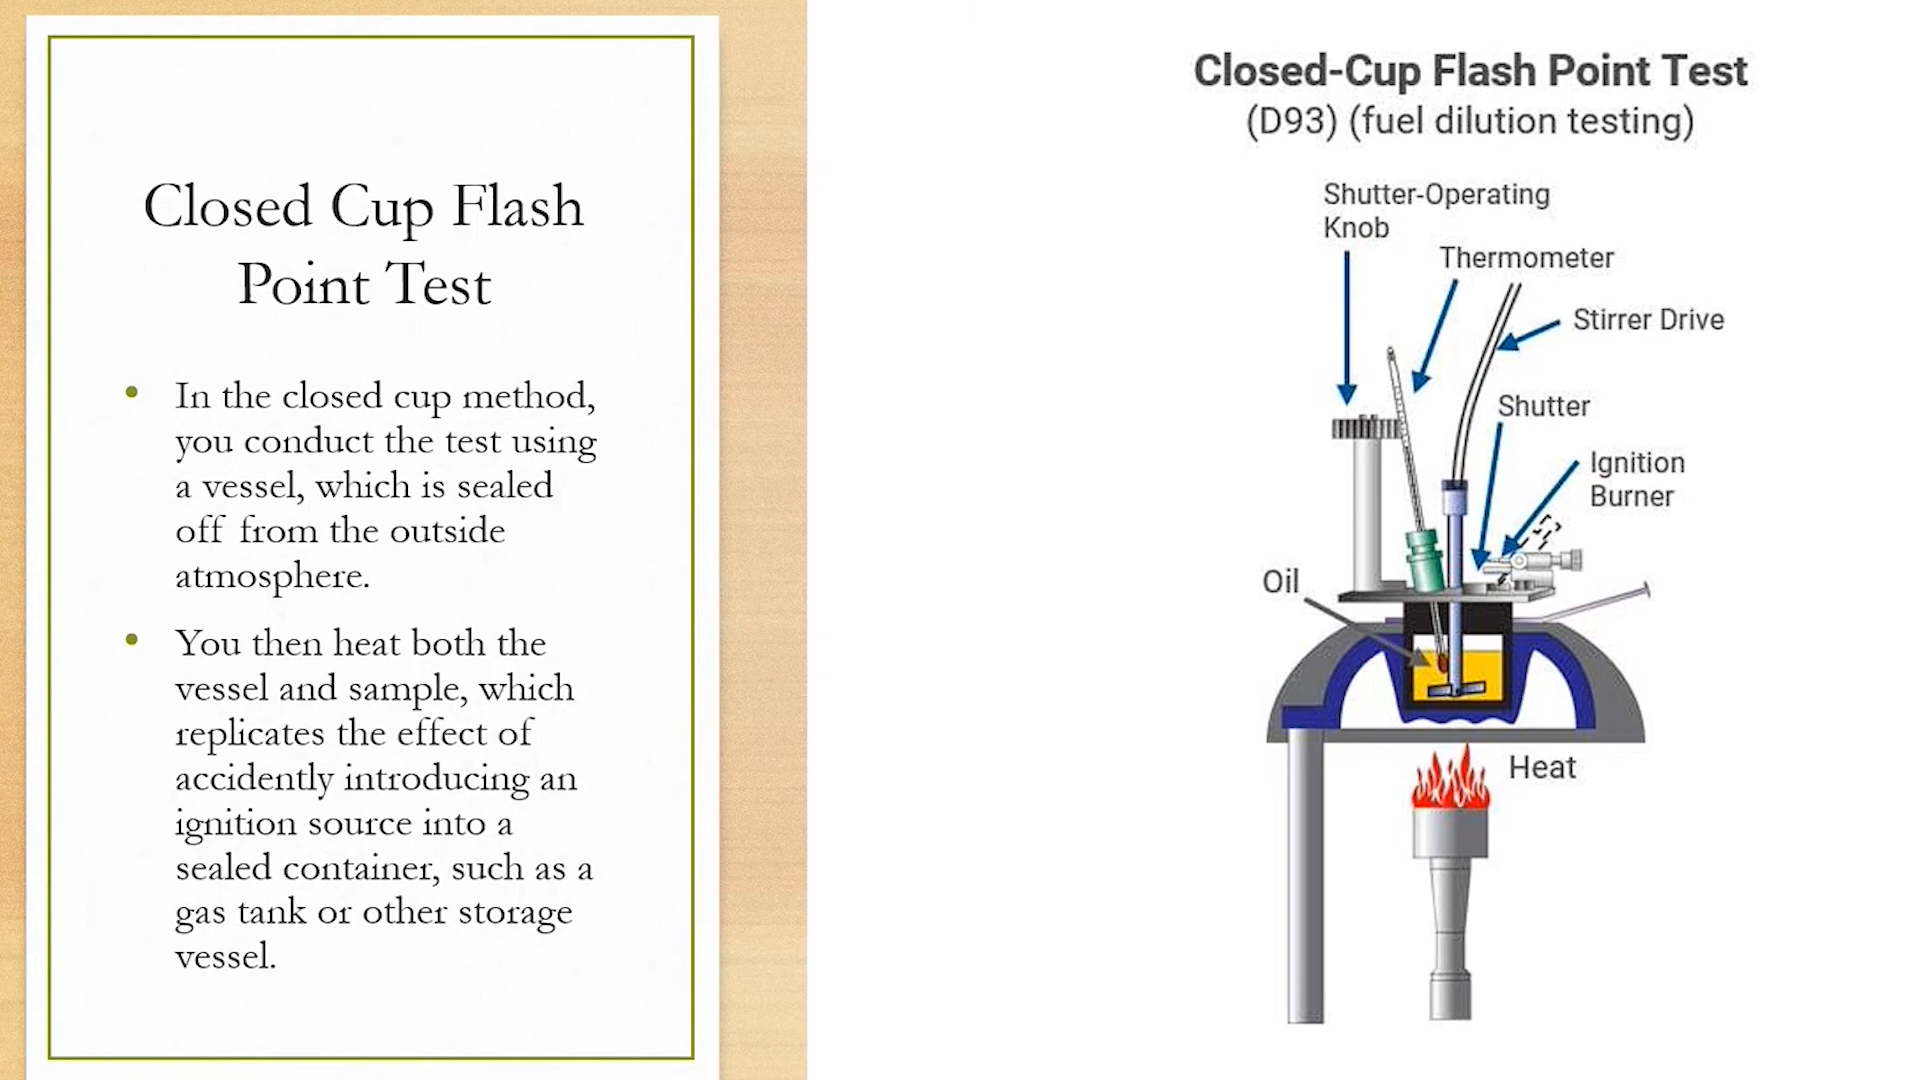 Closed Cup Flash
Point Test
• In the closed cup method,
you conduct the test using
a vessel, which is sealed
off from the outside
atmosphere.
• You then heat both the
vessel and sample, which
replicates the effect of
accidently introducing an
ignition source into a
sealed container, such as a
gas tank or other storage
vessel.
Closed-Cup Flash Point Test
(D93) (fuel dilution testing)
Shutter-Operating
Knob
Thermometer
Stirrer Drive
Shutter
Ignition
Burner
Oil
Heat